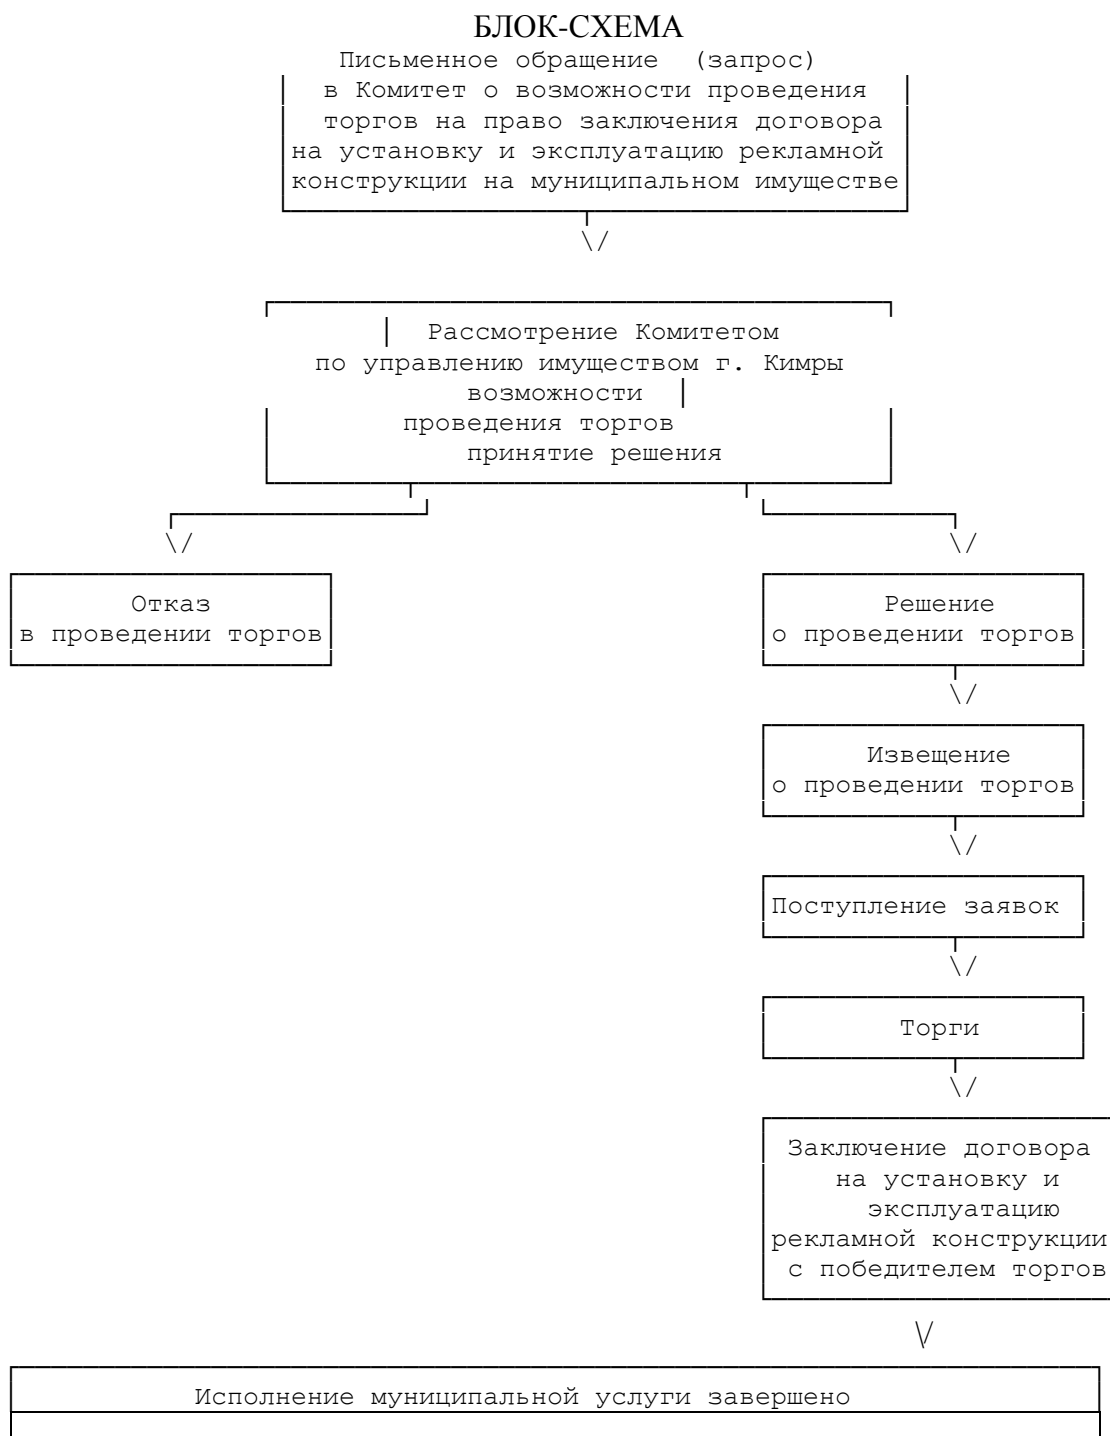 БЛОК-СХЕМА
Письменное обращение (запрос)
в Комитет о возможности проведения
торгов на право заключения договора
на установку и эксплуатацию рекламной
конструкции на муниципальном имуществе
Рассмотрение Комитетом
по управлению имуществом г. Кимры
возможности
проведения торгов
принятие решения
Отказ
в проведении торгов
Решение
о проведении торгов
Извещение
о проведении торгов
Поступление заявок
Торги
Заключение договора
на установку и
эксплуатацию
рекламной конструкции
с победителем торгов
Исполнение муниципальной услуги завершено